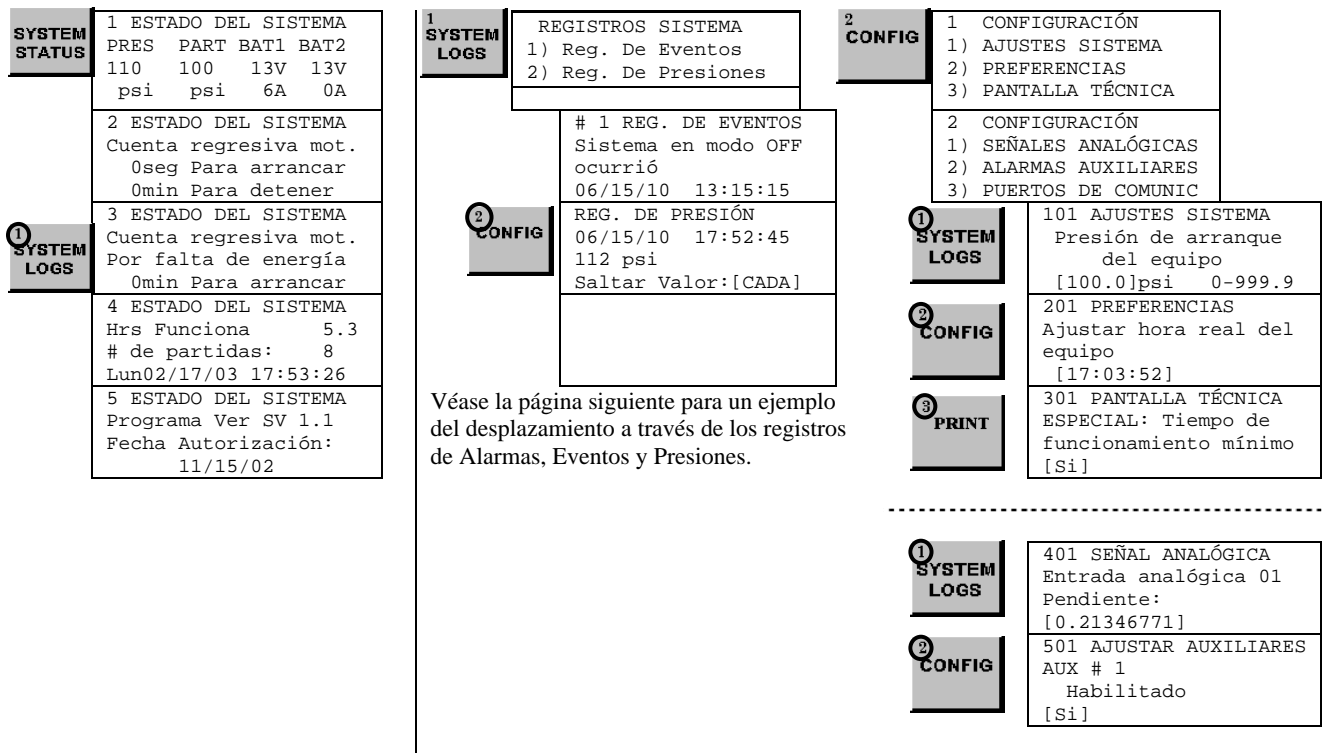 SYSTEM
STATUS
1 ESTADO DEL SISTEMA
PRES PART BAT1 BAT2
110 100 13V 13V
psi psi 6A 0A
2 ESTADO DEL SISTEMA
Cuenta regresiva mot.
0seg Para arrancar
0min Para detener
1
SYSTEM
LOGS
3 ESTADO DEL SISTEMA
Cuenta regresiva mot.
Por falta de energía
0min Para arrancar
4 ESTADO DEL SISTEMA
Hrs Funciona 5.3
# de partidas: 8
Lun02/17/03 17:53:26
5 ESTADO DEL SISTEMA
Programa Ver SV 1.1
Fecha Autorización:
11/15/02
1
SYSTEM
LOGS
REGISTROS SISTEMA
1) Reg. De Eventos
2) Reg. De Presiones
# 1 REG. DE EVENTOS
Sistema en modo OFF
ocurrió
06/15/10 13:15:15
2
CONFIG
REG. DE PRESIÓN
06/15/10 17:52:45
112 psi
Saltar Valor:[CADA]
Véase la página siguiente para un ejemplo
del desplazamiento a través de los registros
de Alarmas, Eventos y Presiones.
2
CONFIG
1 CONFIGURACIÓN
1) AJUSTES SISTEMA
2) PREFERENCIAS
3) PANTALLA TÉCNICA
2 CONFIGURACIÓN
1) SEÑALES ANALÓGICAS
2) ALARMAS AUXILIARES
3) PUERTOS DE COMUNIC
1
SYSTEM
LOGS
101 AJUSTES SISTEMA
Presión de arranque
del equipo
[100.0]psi 0-999.9
2
CONFIG
201 PREFERENCIAS
Ajustar hora real del
equipo
[17:03:52]
3
PRINT
301 PANTALLA TÉCNICA
ESPECIAL: Tiempo de
funcionamiento mínimo
[Si]
1
SYSTEM
LOGS
401 SEÑAL ANALÓGICA
Entrada analógica 01
Pendiente:
[0.21346771]
2
CONFIG
501 AJUSTAR AUXILIARES
AUX # 1
Habilitado
[Si]